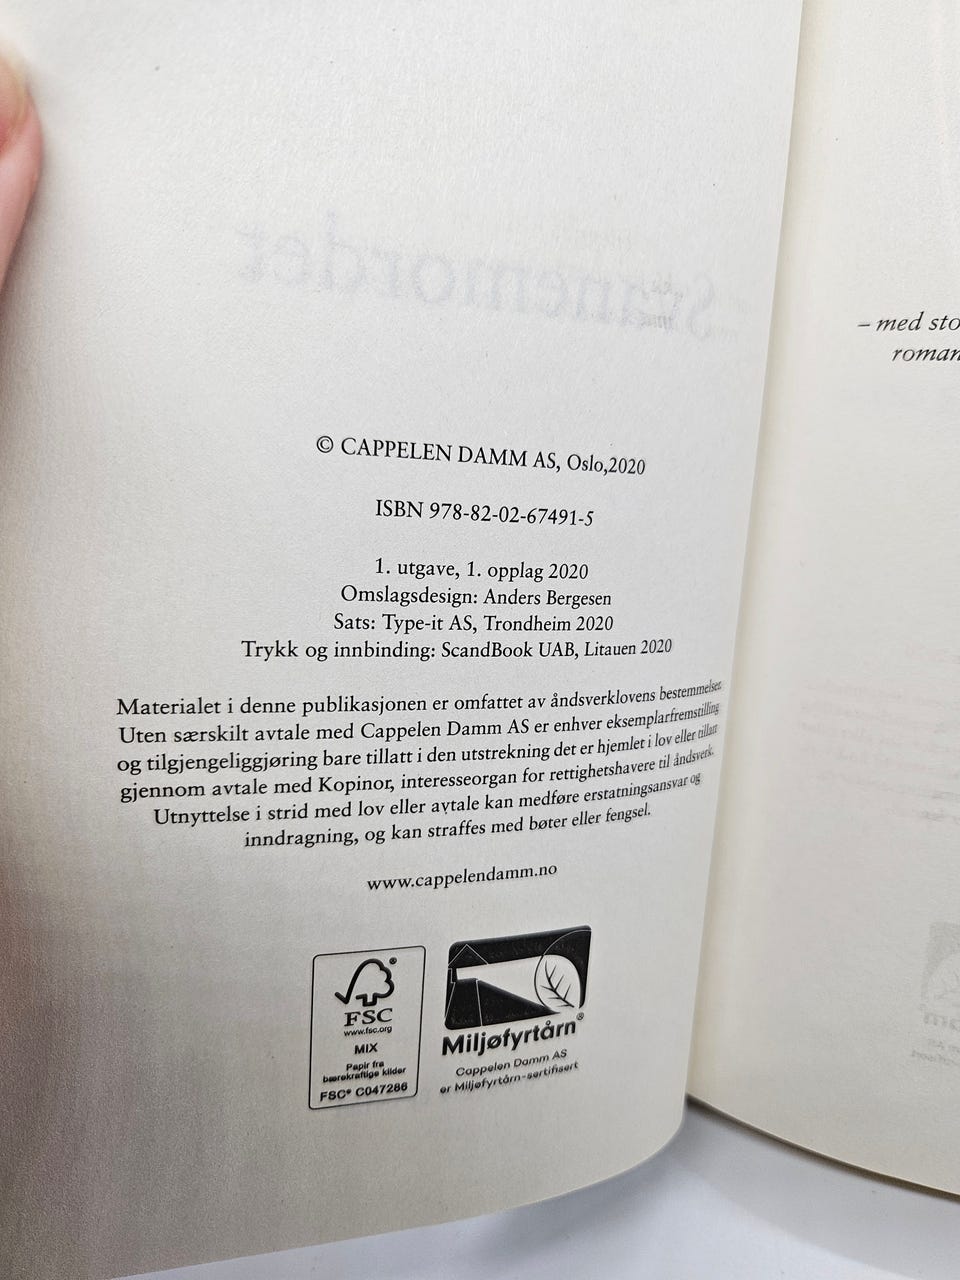 © CAPPELEN DAMM AS, Oslo,2020
ISBN 978-82-02-67491-5
1. utgave, 1. opplag 2020
Omslagsdesign: Anders Bergesen
Sats: Type-it AS, Trondheim 2020
Trykk og innbinding: ScandBook UAB, Litauen 2020
Materialet i denne publikasjonen er omfattet av åndsverklovens bestemmelser.
Uten særskilt avtale med Cappelen Damm AS er enhver eksemplarfremstilling
og tilgjengeliggjøring bare tillatt i den utstrekning det er hjemlet i lov eller tillatt
gjennom avtale med Kopinor, interesseorgan for rettighetshavere til åndsverk.
Utnyttelse i strid med lov eller avtale kan medføre erstatningsansvar og
inndragning, og kan straffes med bøter eller fengsel.
www.cappelendamm.no
FSC®
www.fsc.org
MIX
Papir fra
bærekraftige kilder
FSC® C047286
Miljøfyrtårn®
Cappelen Damm AS
er Miljøfyrtårn-sertifisert
– med sto
roman